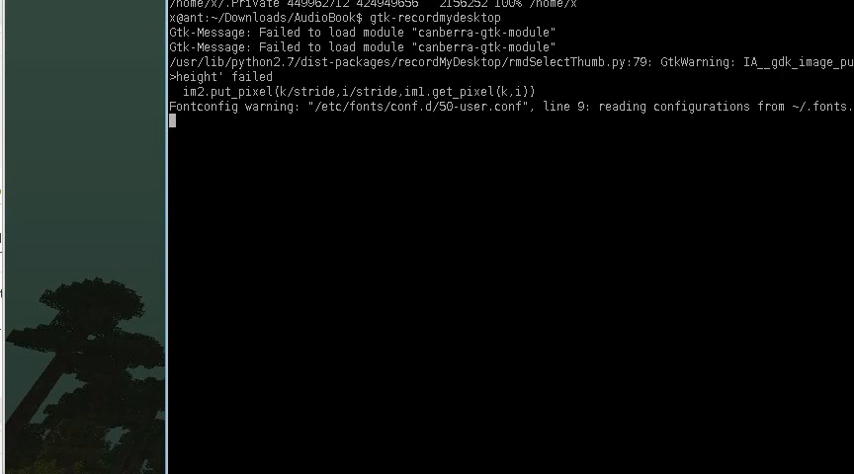 /home/x/.Private 449962712 424949656 2156252 100% /home/x
x@ant:~/Downloads/AudioBook$ gtk-recordmydesktop
Gtk-Message: Failed to load module "canberra-gtk-module"
Gtk-Message: Failed to load module "canberra-gtk-module"
/usr/lib/python2.7/dist-packages/recordMyDesktop/rmdSelectThumb.py:79: GtkWarning: IA__gdk_image_pu
>height' failed
im2.put_pixel(k/stride,i/stride,im1.get_pixel(k,i))
Fontconfig warning: "/etc/fonts/conf.d/50-user.conf", line 9: reading configurations from ~/.fonts.